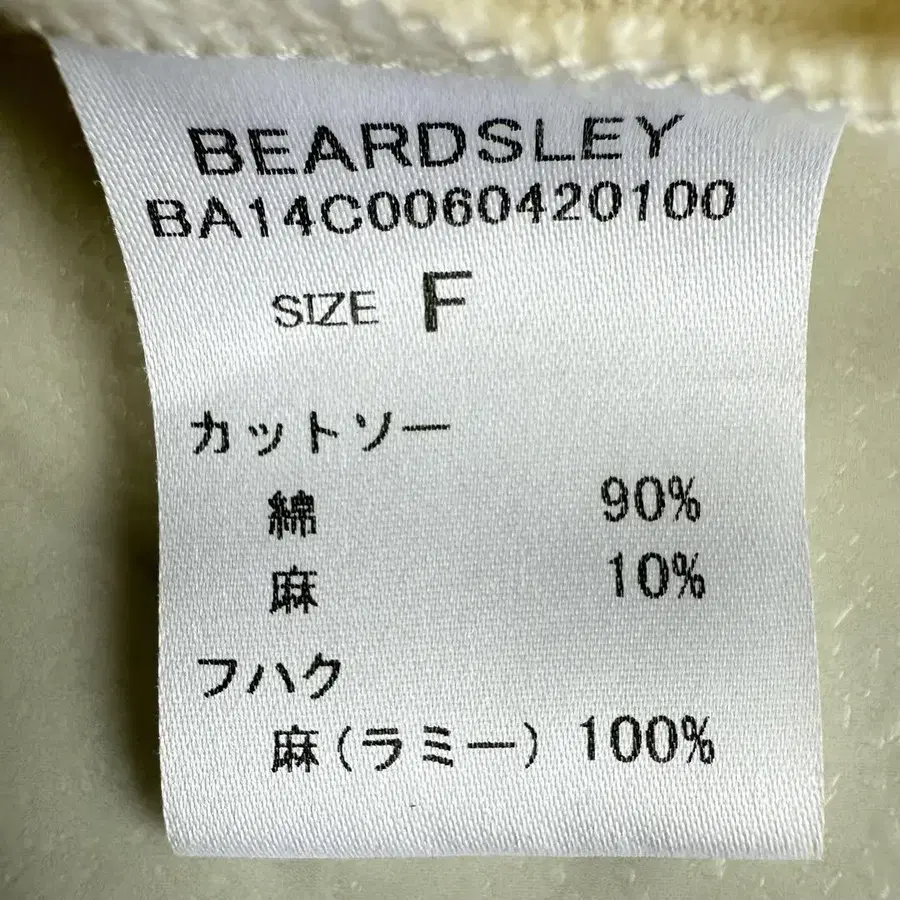 BEARDSLEY
BA14C0060420100
SIZE F
カットソー
綿 90%
麻 10%
フハク
麻(ラミー) 100%